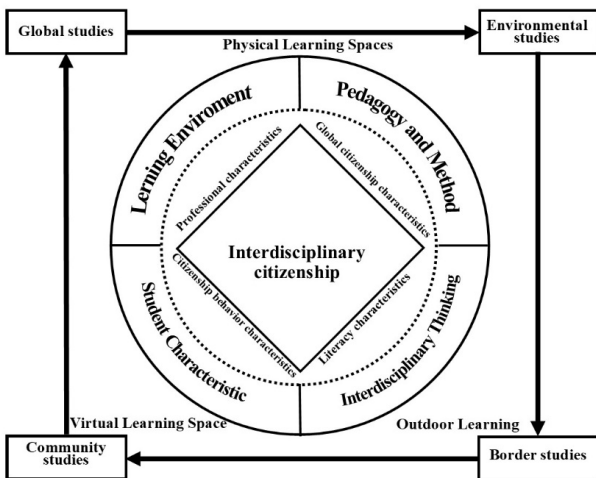 Global studies
Environmental
studies
Physical Learning Spaces
Lerning Enviroment
Pedagogy and Method
Professional characteristics
Global citizenship characteristics
Interdisciplinary
citizenship
Citizenship behavior characteristics
Literacy characteristics
Student Characteristic
Interdisciplinary Thinking
Virtual Learning Space
Outdoor Learning
Community
studies
Border studies